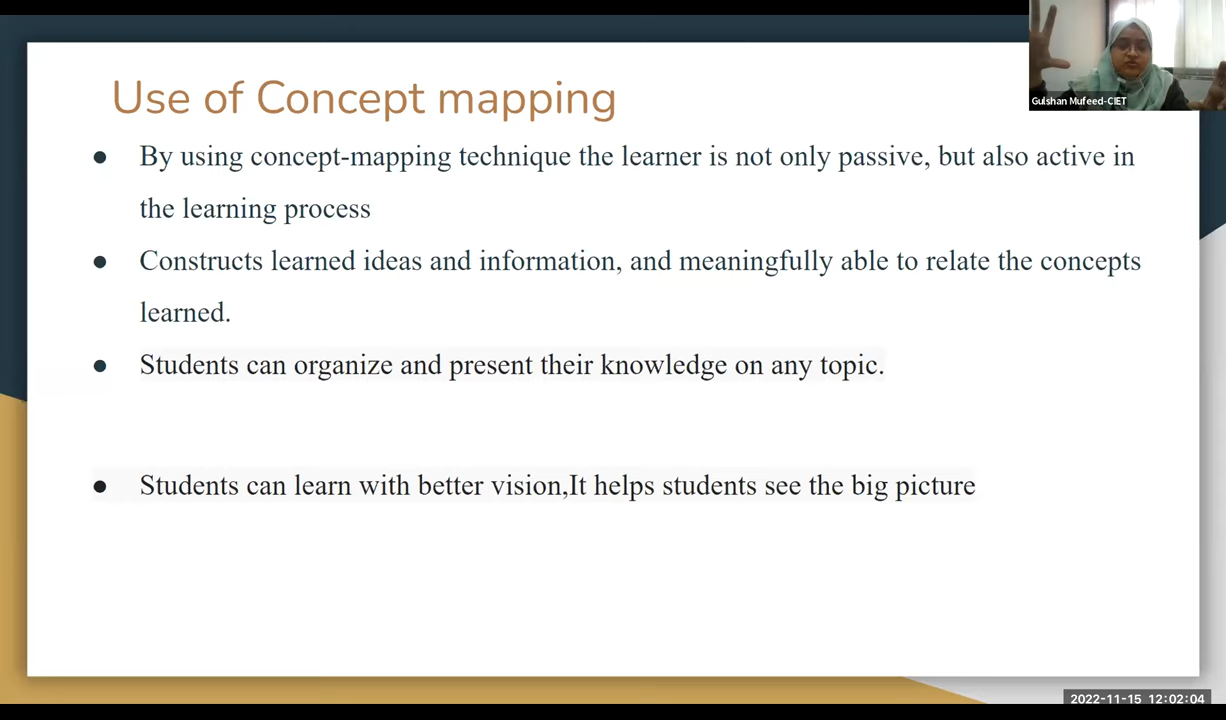 Use of Concept mapping
Gulshan Mufeed-CIET
● By using concept-mapping technique the learner is not only passive, but also active in
the learning process
● Constructs learned ideas and information, and meaningfully able to relate the concepts
learned.
● Students can organize and present their knowledge on any topic.
● Students can learn with better vision,It helps students see the big picture
2022-11-15 12:02:04